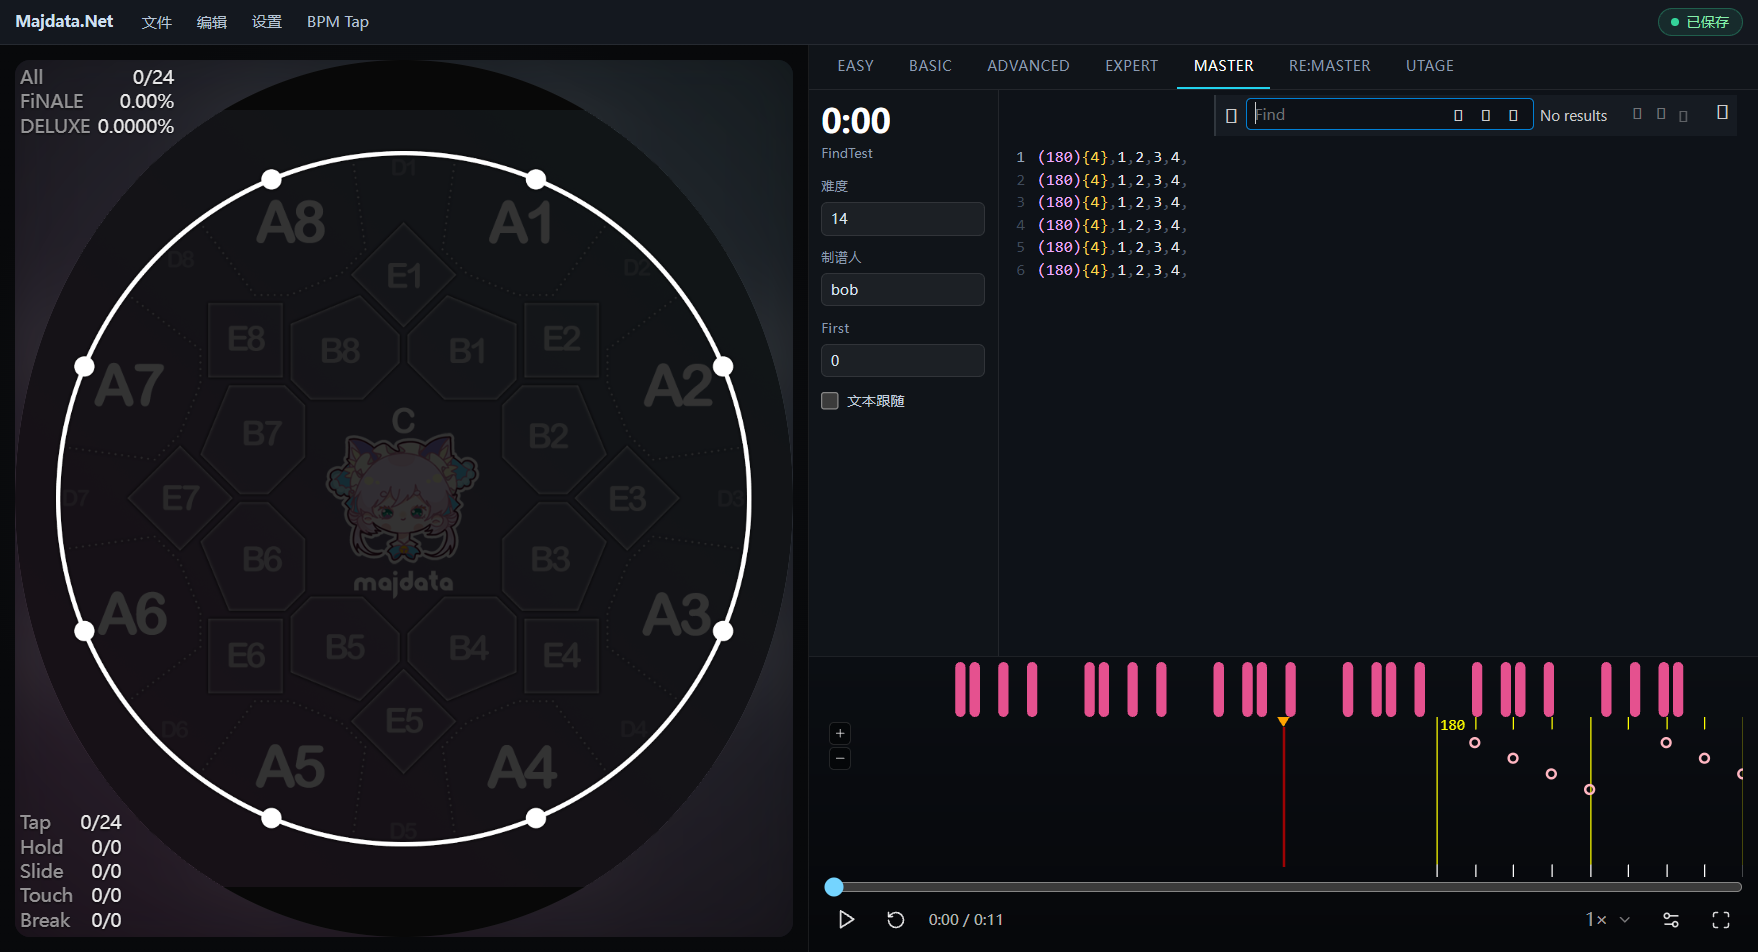 Majdata.Net 文件 编辑 设置 BPM Tap 已保存
All 0/24
FiNALE 0.00%
DELUXE 0.0000%
D1
A8 A1
D8 D2
E1
E8 B8 B1 E2
A7 A2
C
B7 B2
D7 E7 E3 D3
majdata
B6 B3
A6 A3
E6 B5 B4 E4
E5
D6 D4
A5 A4
D5
Tap 0/24
Hold 0/0
Slide 0/0
Touch 0/0
Break 0/0
EASY BASIC ADVANCED EXPERT MASTER RE:MASTER UTAGE
0:00
FindTest
难度
14
制谱人
bob
First
0
文本跟随
Find No results
1 (180){4},1,2,3,4,
2 (180){4},1,2,3,4,
3 (180){4},1,2,3,4,
4 (180){4},1,2,3,4,
5 (180){4},1,2,3,4,
6 (180){4},1,2,3,4,
+
−
180
0:00 / 0:11 1×